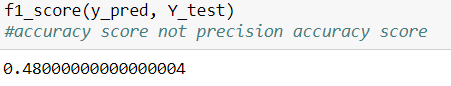 f1_score(y_pred, Y_test)
#accuracy score not precision accuracy score
0.48000000000000004